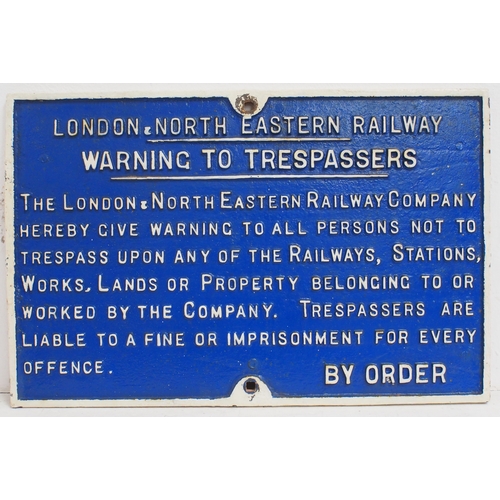 LONDON & NORTH EASTERN RAILWAY
WARNING TO TRESPASSERS
THE LONDON & NORTH EASTERN RAILWAY COMPANY
HEREBY GIVE WARNING TO ALL PERSONS NOT TO
TRESPASS UPON ANY OF THE RAILWAYS, STATIONS,
WORKS, LANDS OR PROPERTY BELONGING TO OR
WORKED BY THE COMPANY. TRESPASSERS ARE
LIABLE TO A FINE OR IMPRISONMENT FOR EVERY
OFFENCE.
BY ORDER